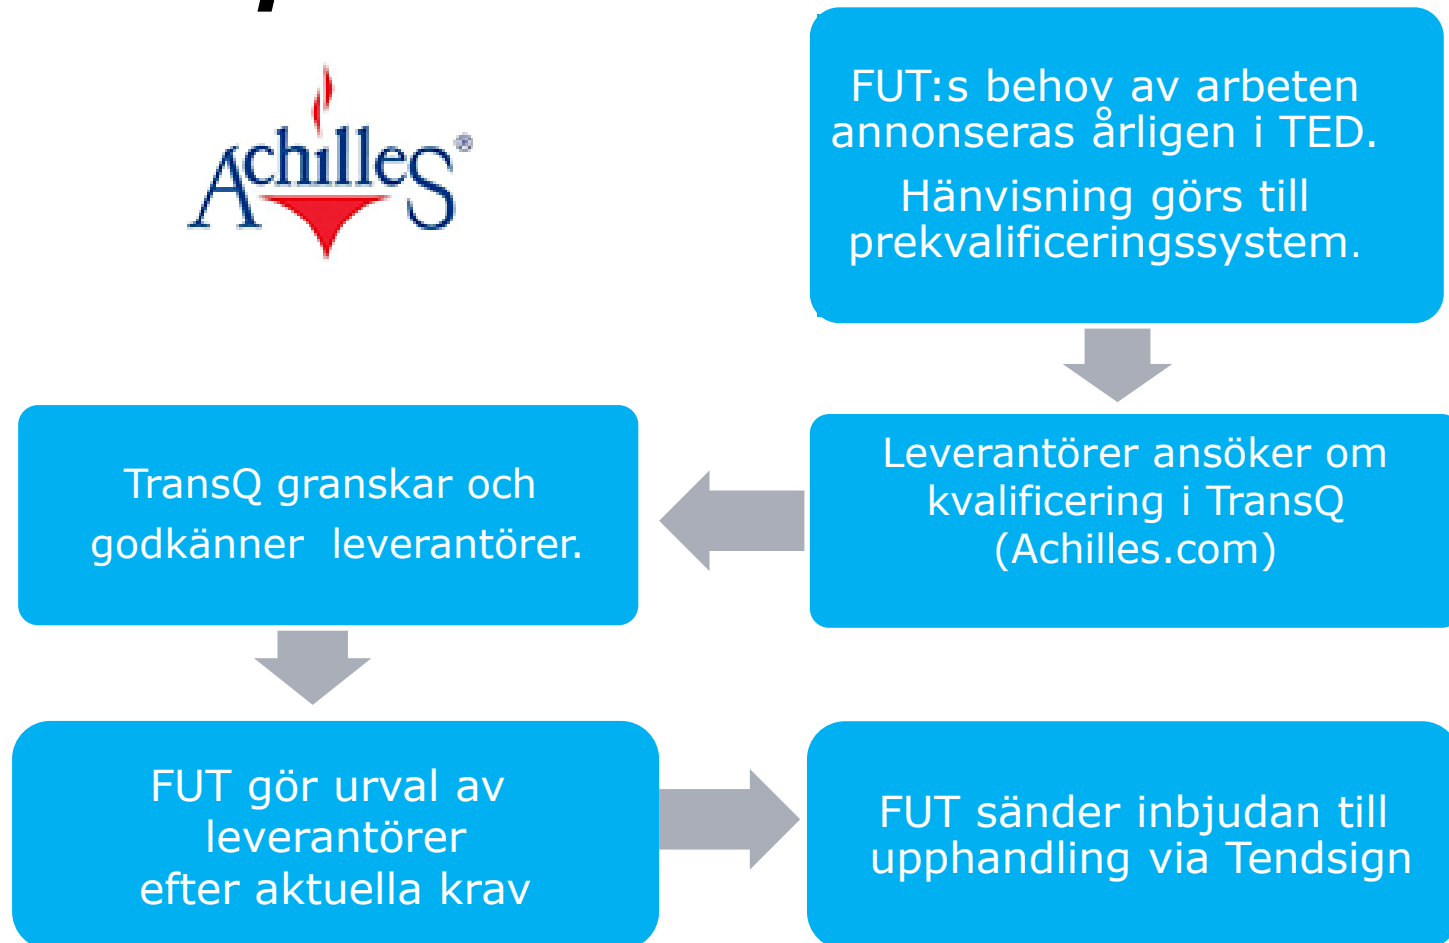 Achilles®
FUT:s behov av arbeten
annonseras årligen i TED.
Hänvisning görs till
prekvalificeringssystem.
Leverantörer ansöker om
kvalificering i TransQ
(Achilles.com)
TransQ granskar och
godkänner  leverantörer.
FUT gör urval av
leverantörer
efter aktuella krav
FUT sänder inbjudan till
upphandling via Tendsign